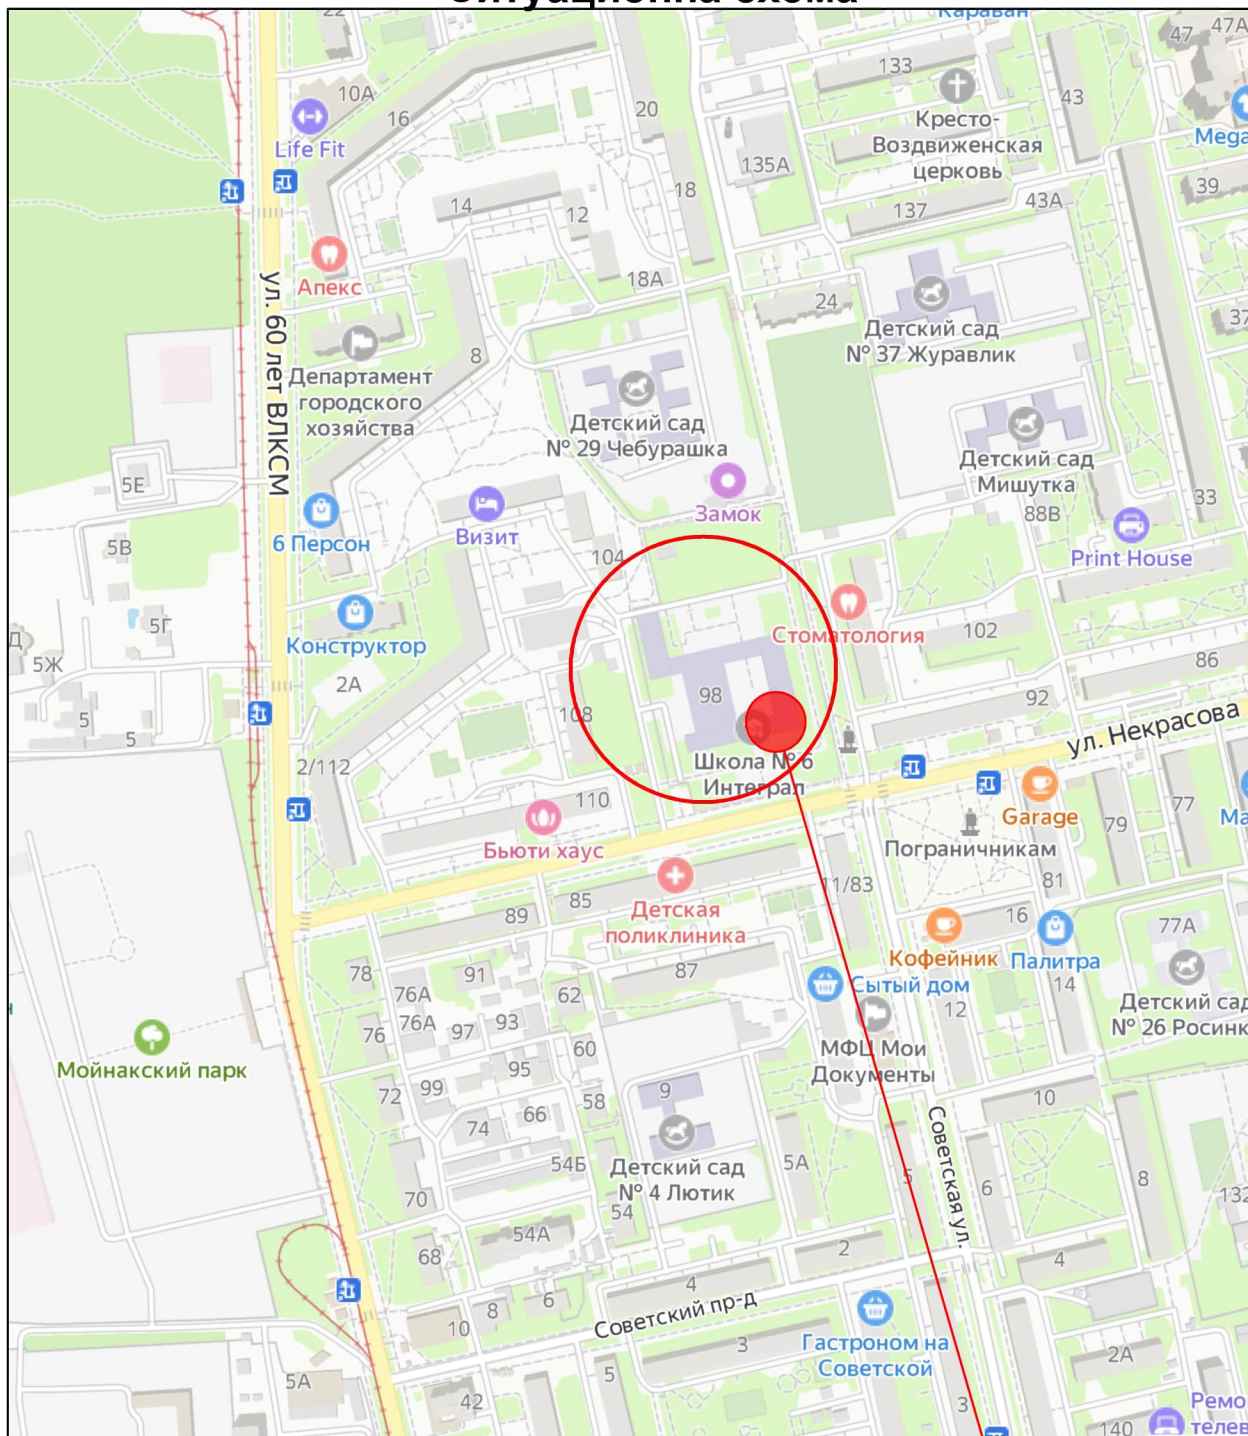 Караван
22
47
47А
10А
16
20
133
43
Life Fit
Кресто-
Воздвиженская
церковь
Mega
135А
18
14
12
137
43А
39
Апекс
18А
24
37
ул. 60 лет ВЛКСМ
Департамент
городского
хозяйства
8
Детский сад
№ 37 Журавлик
Детский сад
№ 29 Чебурашка
Детский сад
Мишутка
5Е
33
88В
Замок
6 Персон
Визит
Print House
5В
104
5Г
Д
Конструктор
Стоматология
102
5Ж
2А
98
86
92
5
5
108
ул. Некрасова
2/112
Школа № 6
Интеграл
110
Garage
77
79
Ма
Бьюти хаус
Пограничникам
85
Детская
поликлиника
11/83
81
89
16
77А
78
91
87
Кофейник
Палитра
Сытый дом
76А
76А
62
12
14
Детский сад
№ 26 Росинк
76
97
93
Мойнакский парк
60
МФЦ Мои
Документы
95
72
99
9
58
10
66
74
Советская ул.
54Б
Детский сад
№ 4 Лютик
5А
5
6
8
132
70
54
54А
68
2
4
4
8
6
Советский пр-д
10
3
Гастроном на
Советской
2А
5
5А
42
3
140
Ремо
телев